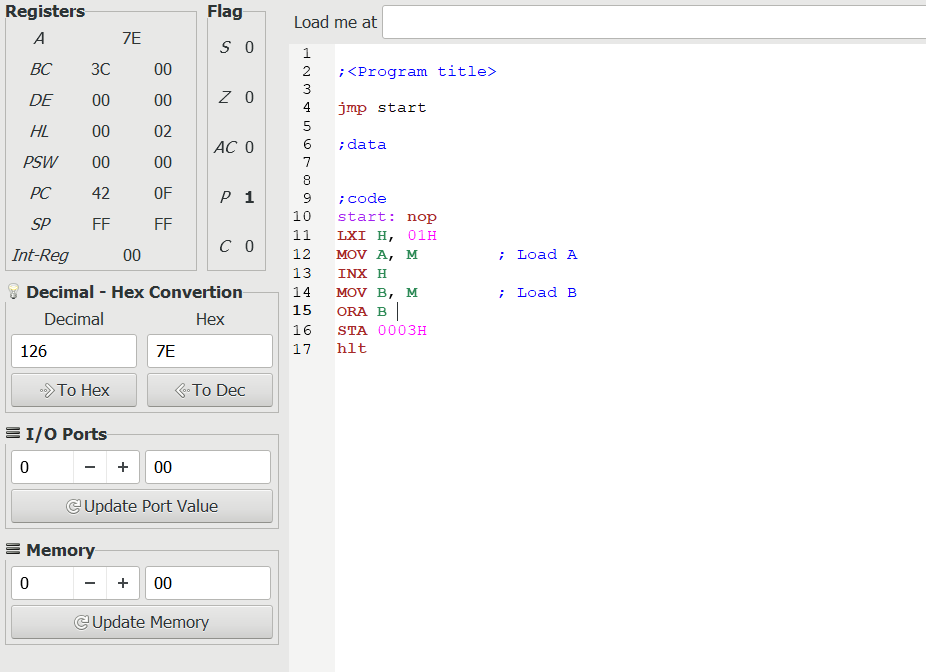 Registers
A 7E
BC 3C 00
DE 00 00
HL 00 02
PSW 00 00
PC 42 0F
SP FF FF
Int-Reg 00
Flag
S 0
Z 0
AC 0
P 1
C 0
Decimal - Hex Convertion
Decimal Hex
126 7E
To Hex To Dec
I/O Ports
0 − + 00
Update Port Value
Memory
0 − + 00
Update Memory
Load me at
1
2 ;<Program title>
3
4 jmp start
5
6 ;data
7
8
9 ;code
10 start: nop
11 LXI H, 01H
12 MOV A, M ; Load A
13 INX H
14 MOV B, M ; Load B
15 ORA B
16 STA 0003H
17 hlt